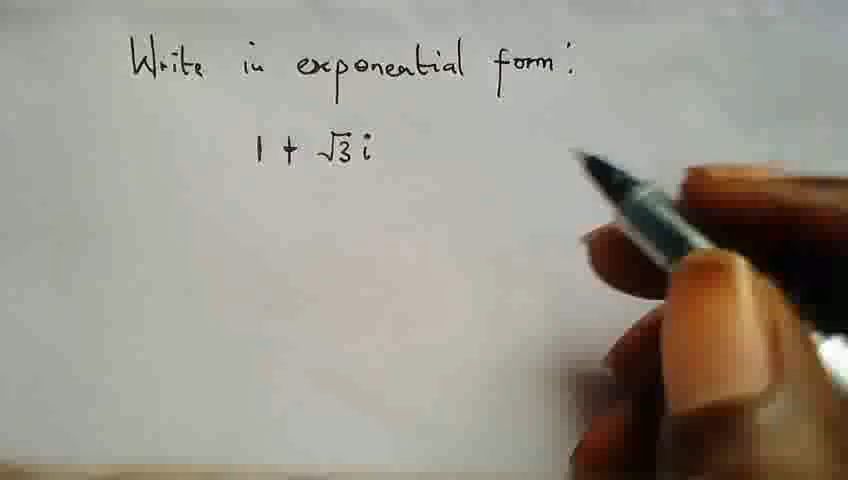 Write in exponential form:
1 + √3 i